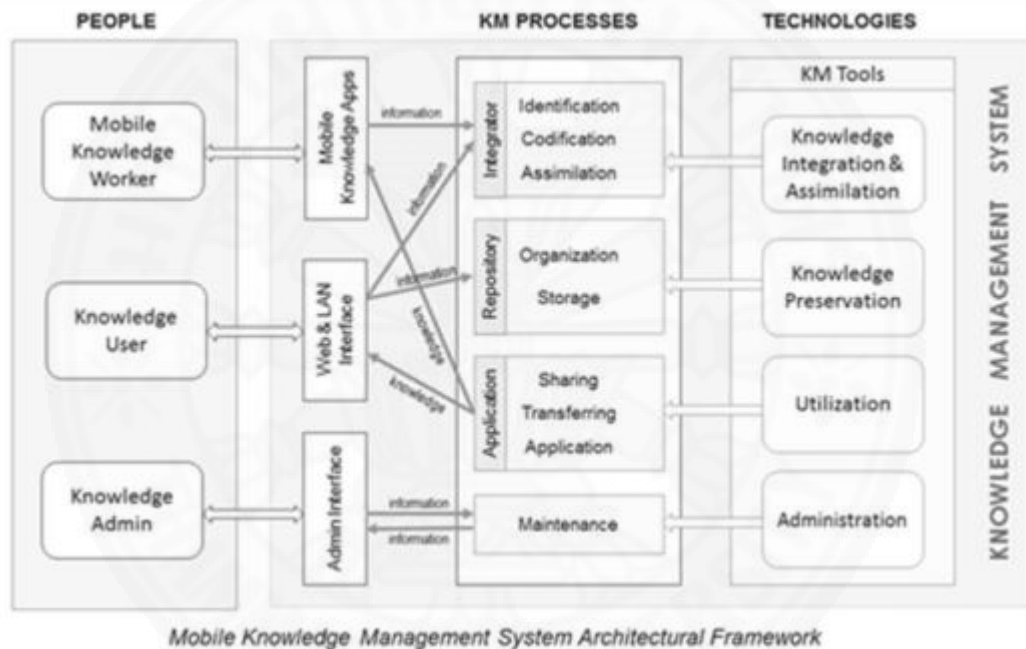 PEOPLE
KM PROCESSES
TECHNOLOGIES
Mobile
Knowledge
Worker
Knowledge
User
Knowledge
Admin
Mobile
Knowledge Apps
Web & LAN
Interface
Admin Interface
information
information
information
knowledge
knowledge
information
information
Integrator
Identification
Codification
Assimilation
Repository
Organization
Storage
Application
Sharing
Transferring
Application
Maintenance
KM Tools
Knowledge
Integration &
Assimilation
Knowledge
Preservation
Utilization
Administration
KNOWLEDGE MANAGEMENT SYSTEM
Mobile Knowledge Management System Architectural Framework